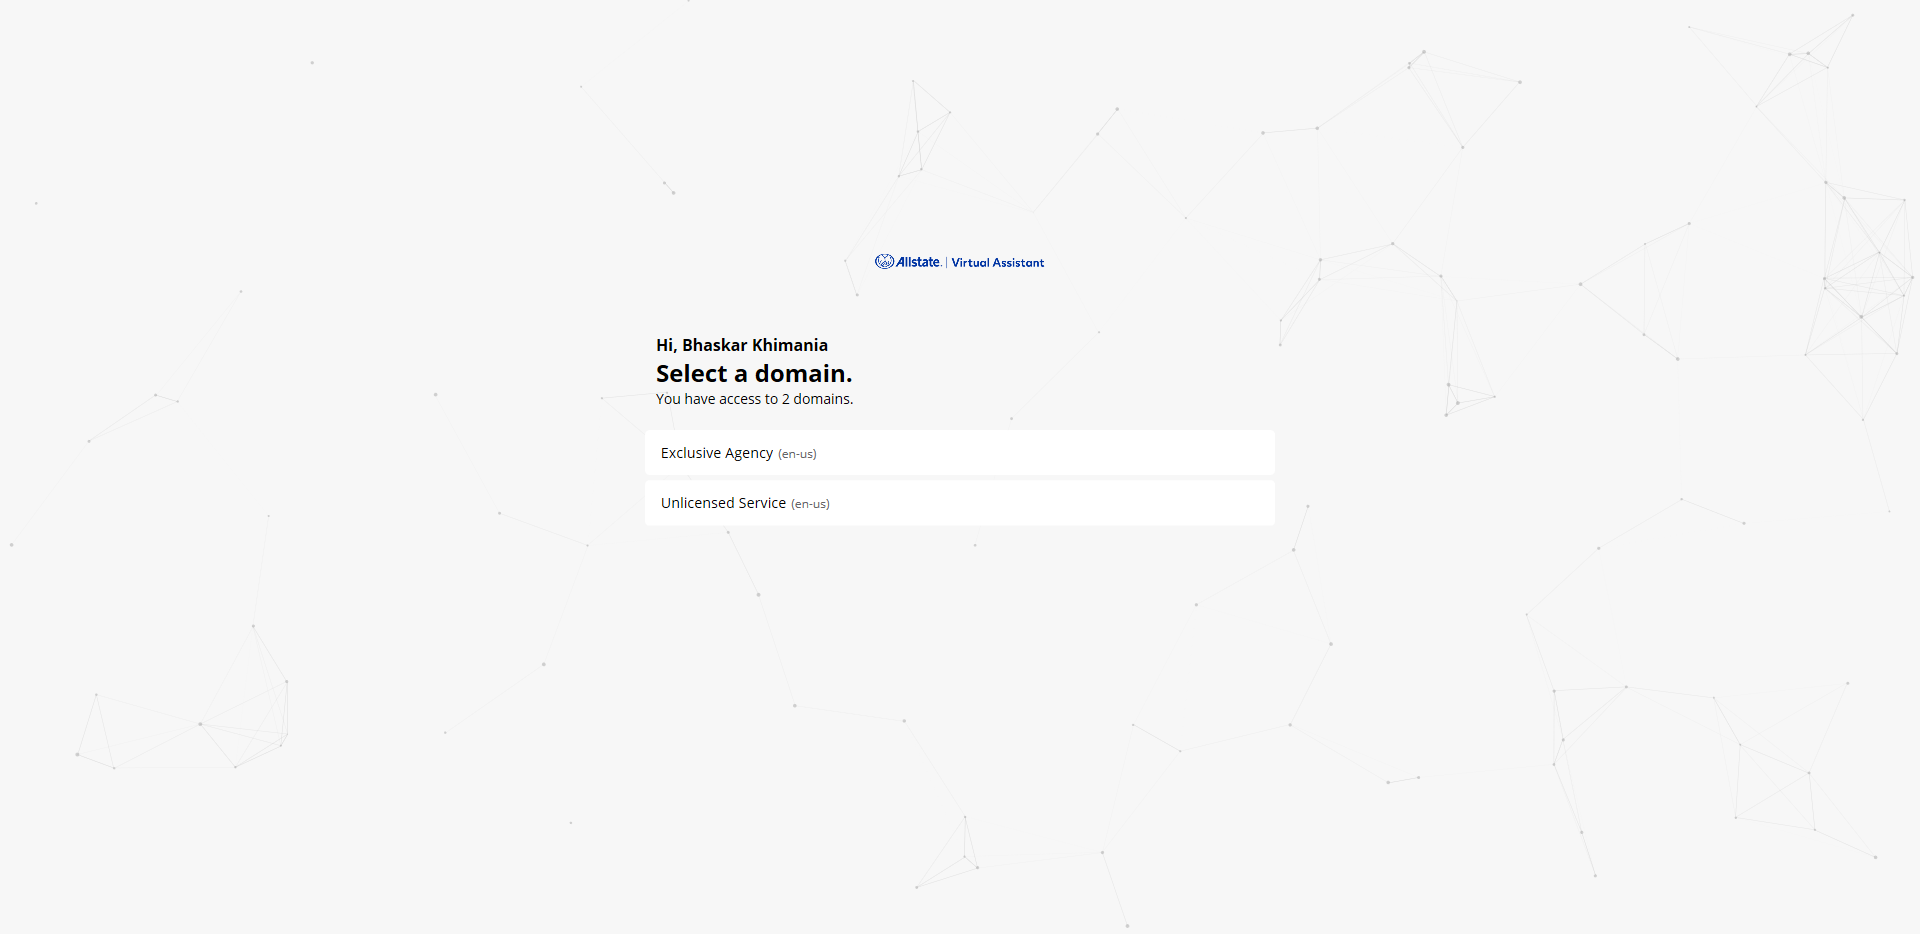 Allstate. | Virtual Assistant
Hi, Bhaskar Khimania
Select a domain.
You have access to 2 domains.
Exclusive Agency (en-us)
Unlicensed Service (en-us)